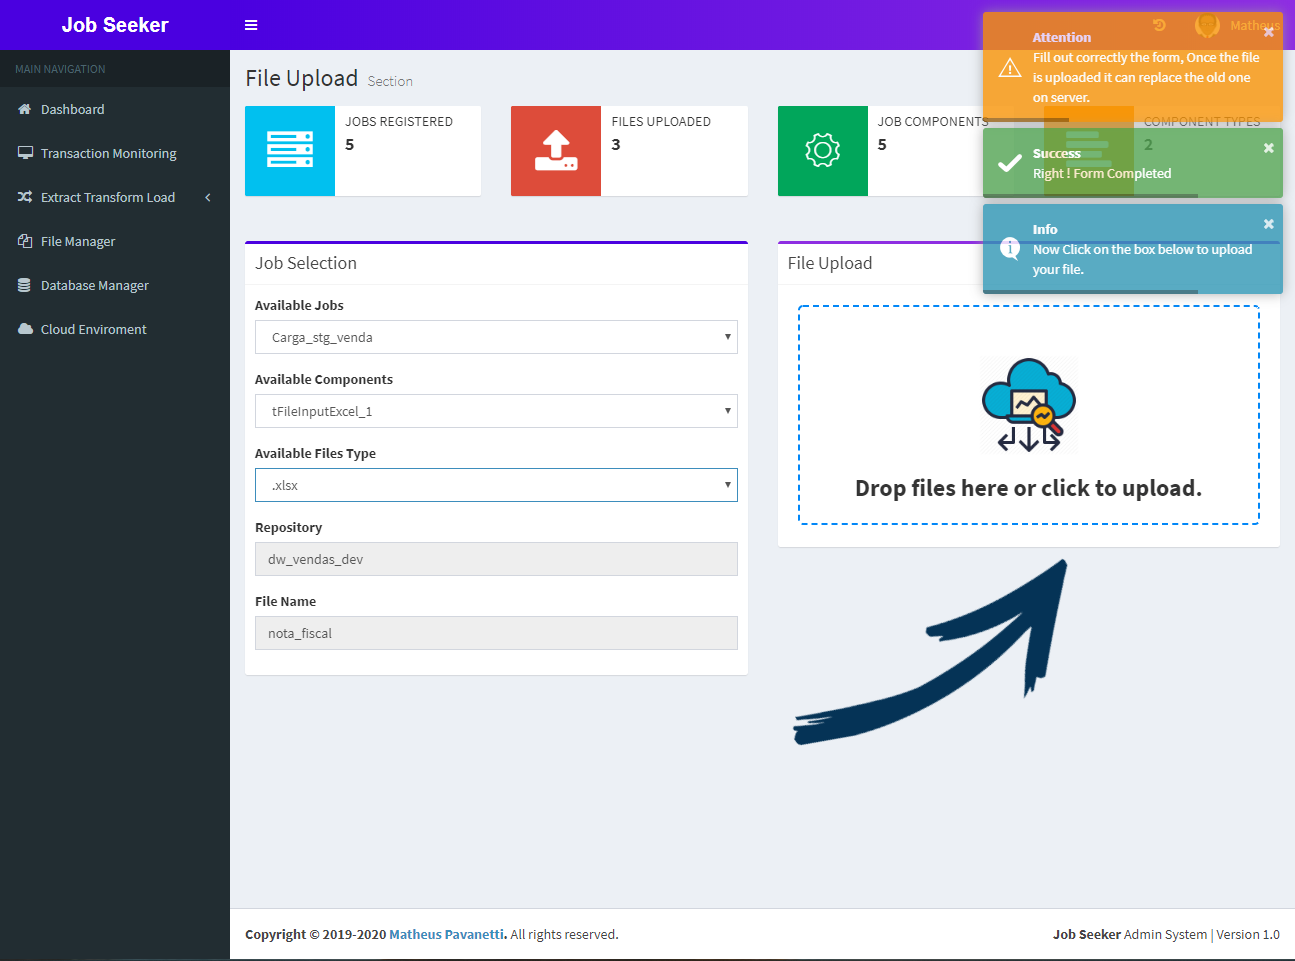 Job Seeker
Matheus
MAIN NAVIGATION
Dashboard
Transaction Monitoring
Extract Transform Load
File Manager
Database Manager
Cloud Enviroment
File Upload Section
JOBS REGISTERED
5
FILES UPLOADED
3
JOB COMPONENTS
5
COMPONENT TYPES
2
Attention
Fill out correctly the form, Once the file
is uploaded it can replace the old one
on server.
Success
Right ! Form Completed
Info
Now Click on the box below to upload
your file.
Job Selection
Available Jobs
Carga_stg_venda
Available Components
tFileInputExcel_1
Available Files Type
.xlsx
Repository
dw_vendas_dev
File Name
nota_fiscal
File Upload
Drop files here or click to upload.
Copyright © 2019-2020 Matheus Pavanetti. All rights reserved.
Job Seeker Admin System | Version 1.0